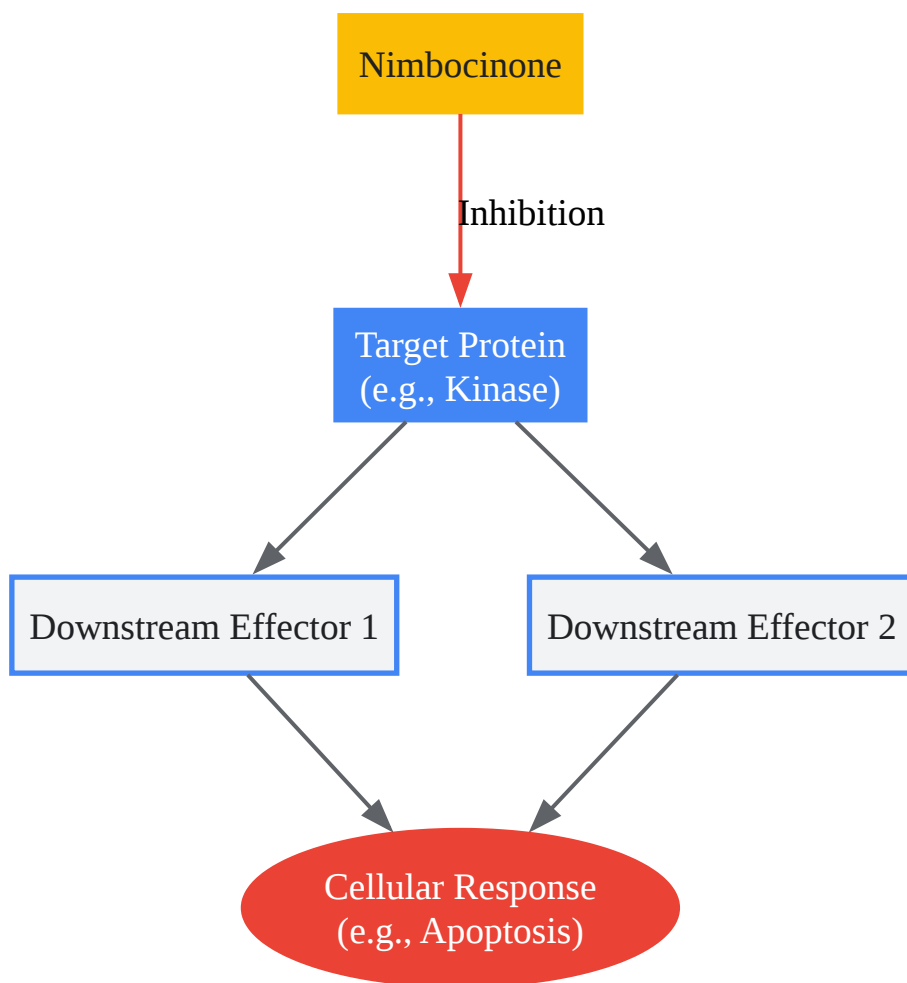 Nimbocinone
Inhibition
Target Protein
(e.g., Kinase)
Downstream Effector 1
Downstream Effector 2
Cellular Response
(e.g., Apoptosis)